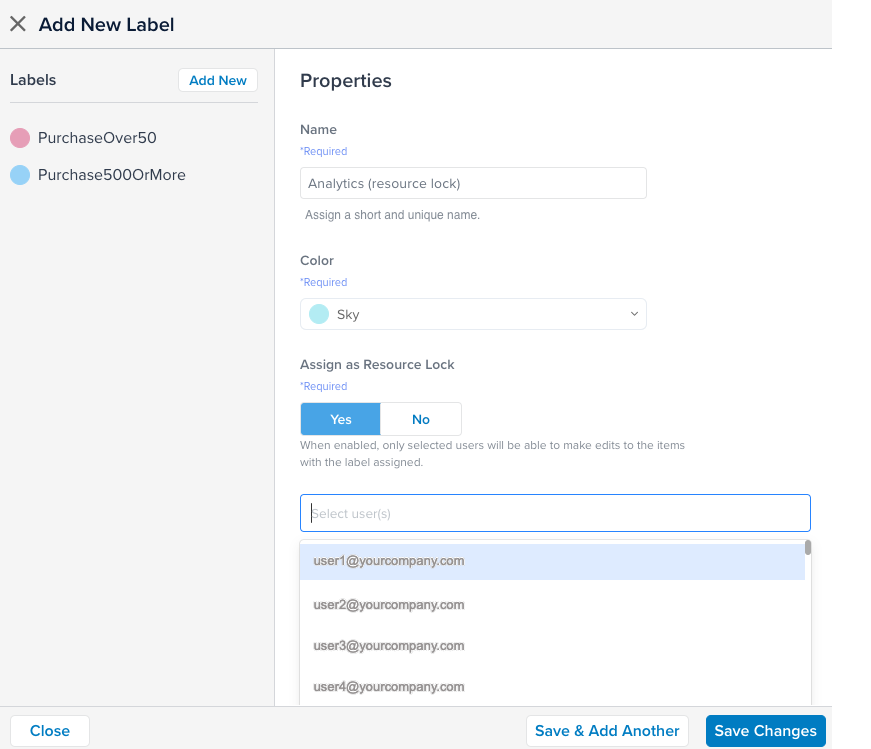 Add New Label
Labels
Add New
PurchaseOver50
Purchase500OrMore
Properties
Name
*Required
Analytics (resource lock)
Assign a short and unique name.
Color
*Required
Sky
Assign as Resource Lock
*Required
Yes No
When enabled, only selected users will be able to make edits to the items
with the label assigned.
Select user(s)
user1@yourcompany.com
user2@yourcompany.com
user3@yourcompany.com
user4@yourcompany.com
Close
Save & Add Another
Save Changes